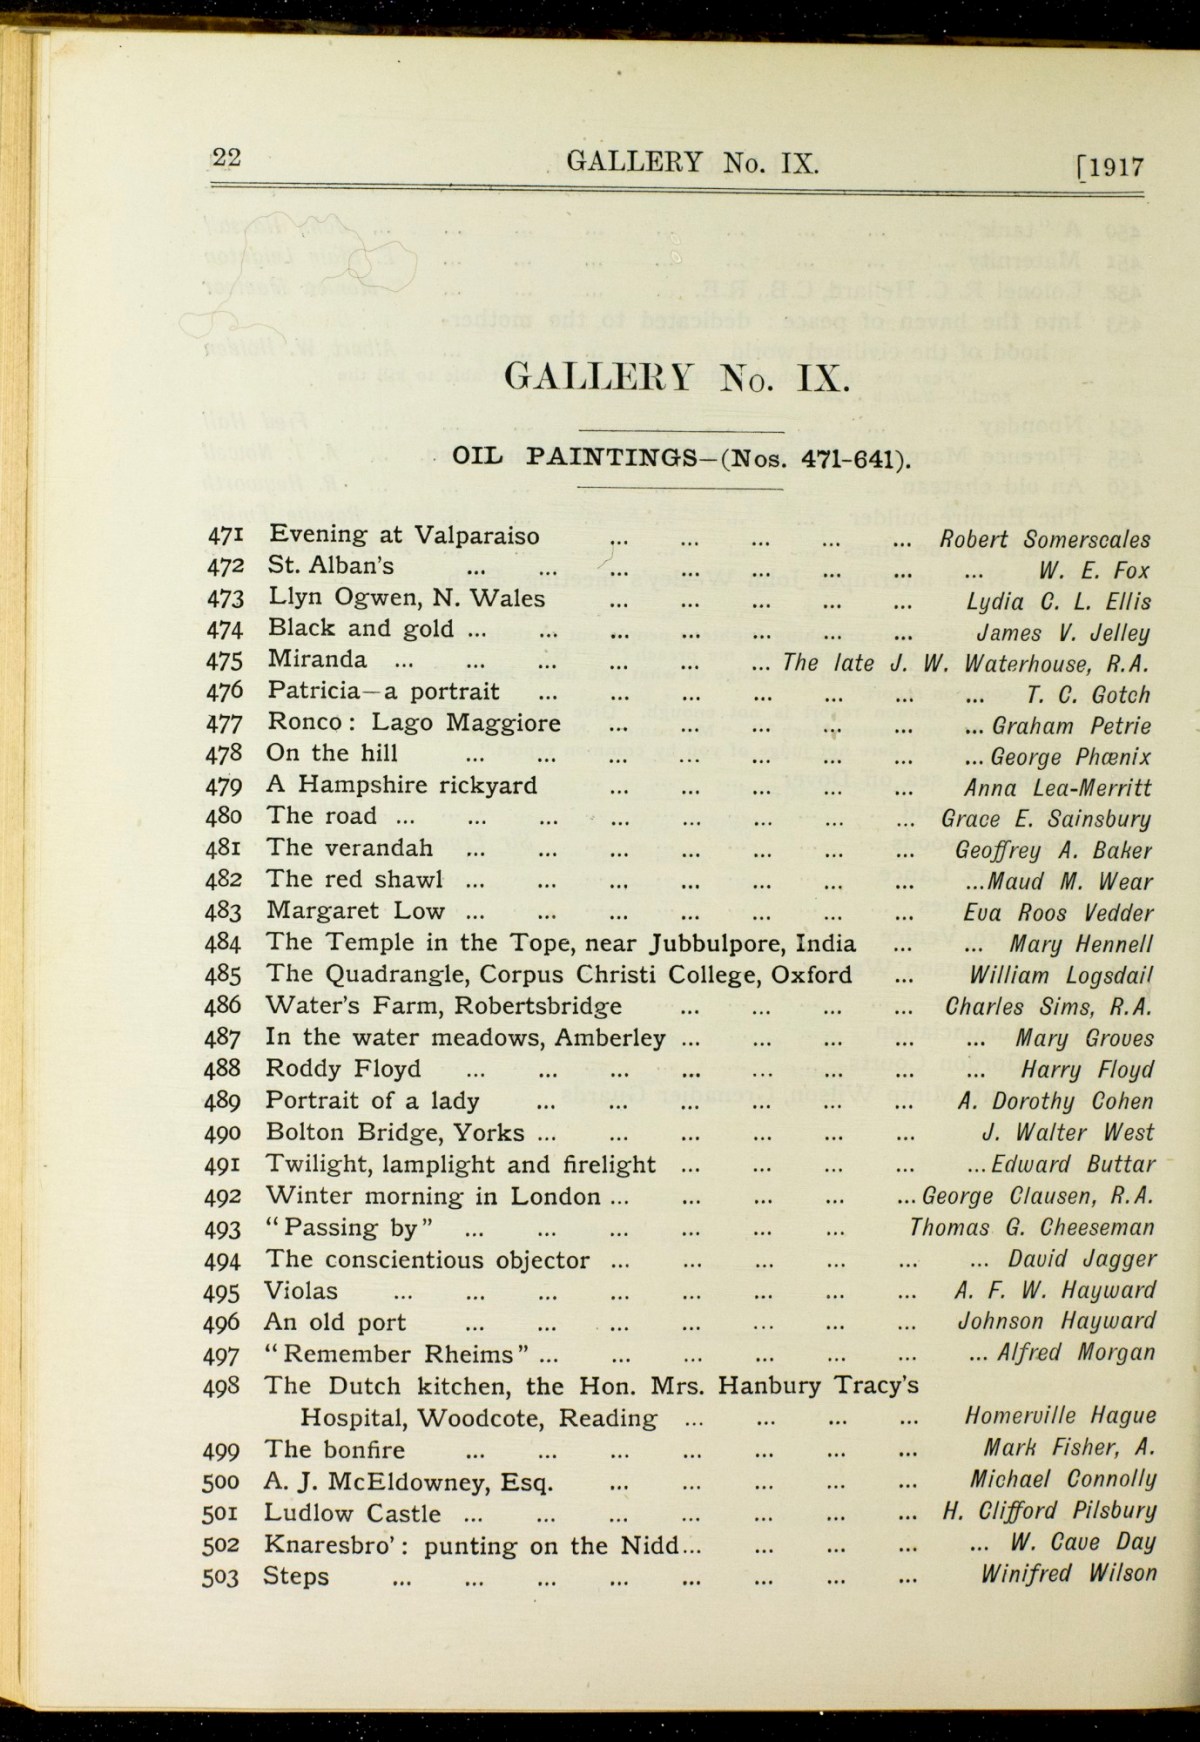 22 GALLERY No. IX. [1917
GALLERY No. IX.
OIL PAINTINGS—(Nos. 471-641).
471 Evening at Valparaiso ... ... ... ... ... Robert Somerscales
472 St. Alban's ... ... ... ... ... ... ... ... W. E. Fox
473 Llyn Ogwen, N. Wales ... ... ... ... ... Lydia C. L. Ellis
474 Black and gold ... ... ... ... ... ... ... James V. Jelley
475 Miranda ... ... ... ... ... ... The late J. W. Waterhouse, R.A.
476 Patricia—a portrait ... ... ... ... ... ... ... T. C. Gotch
477 Ronco: Lago Maggiore ... ... ... ... ... ... Graham Petrie
478 On the hill ... ... ... ... ... ... ... ... George Phœnix
479 A Hampshire rickyard ... ... ... ... ... Anna Lea-Merritt
480 The road ... ... ... ... ... ... ... ... Grace E. Sainsbury
481 The verandah ... ... ... ... ... ... ... Geoffrey A. Baker
482 The red shawl ... ... ... ... ... ... ... ... Maud M. Wear
483 Margaret Low ... ... ... ... ... ... ... Eva Roos Vedder
484 The Temple in the Tope, near Jubbulpore, India ... ... Mary Hennell
485 The Quadrangle, Corpus Christi College, Oxford ... William Logsdail
486 Water's Farm, Robertsbridge ... ... ... ... Charles Sims, R.A.
487 In the water meadows, Amberley ... ... ... ... ... Mary Groves
488 Roddy Floyd ... ... ... ... ... ... ... ... Harry Floyd
489 Portrait of a lady ... ... ... ... ... ... A. Dorothy Cohen
490 Bolton Bridge, Yorks ... ... ... ... ... ... J. Walter West
491 Twilight, lamplight and firelight ... ... ... ... ... Edward Buttar
492 Winter morning in London ... ... ... ... ... George Clausen, R.A.
493 "Passing by" ... ... ... ... ... ... Thomas G. Cheeseman
494 The conscientious objector ... ... ... ... ... ... David Jagger
495 Violas ... ... ... ... ... ... ... ... A. F. W. Hayward
496 An old port ... ... ... ... ... ... ... Johnson Hayward
497 "Remember Rheims" ... ... ... ... ... ... ... Alfred Morgan
498 The Dutch kitchen, the Hon. Mrs. Hanbury Tracy's
Hospital, Woodcote, Reading ... ... ... ... Homerville Hague
499 The bonfire ... ... ... ... ... ... ... Mark Fisher, A.
500 A. J. McEldowney, Esq. ... ... ... ... ... Michael Connolly
501 Ludlow Castle ... ... ... ... ... ... ... H. Clifford Pilsbury
502 Knaresbro': punting on the Nidd... ... ... ... ... W. Cave Day
503 Steps ... ... ... ... ... ... ... ... Winifred Wilson